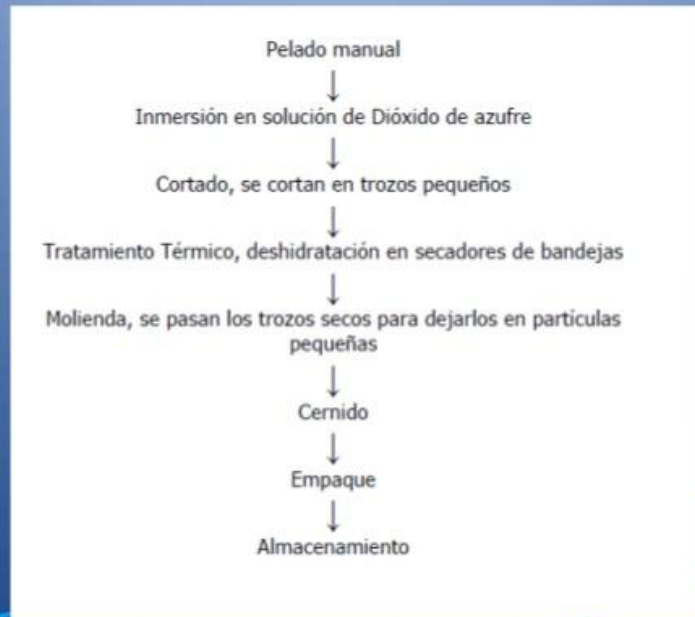 Pelado manual
Inmersión en solución de Dióxido de azufre
Cortado, se cortan en trozos pequeños
Tratamiento Térmico, deshidratación en secadores de bandejas
Molienda, se pasan los trozos secos para dejarlos en partículas
pequeñas
Cernido
Empaque
Almacenamiento